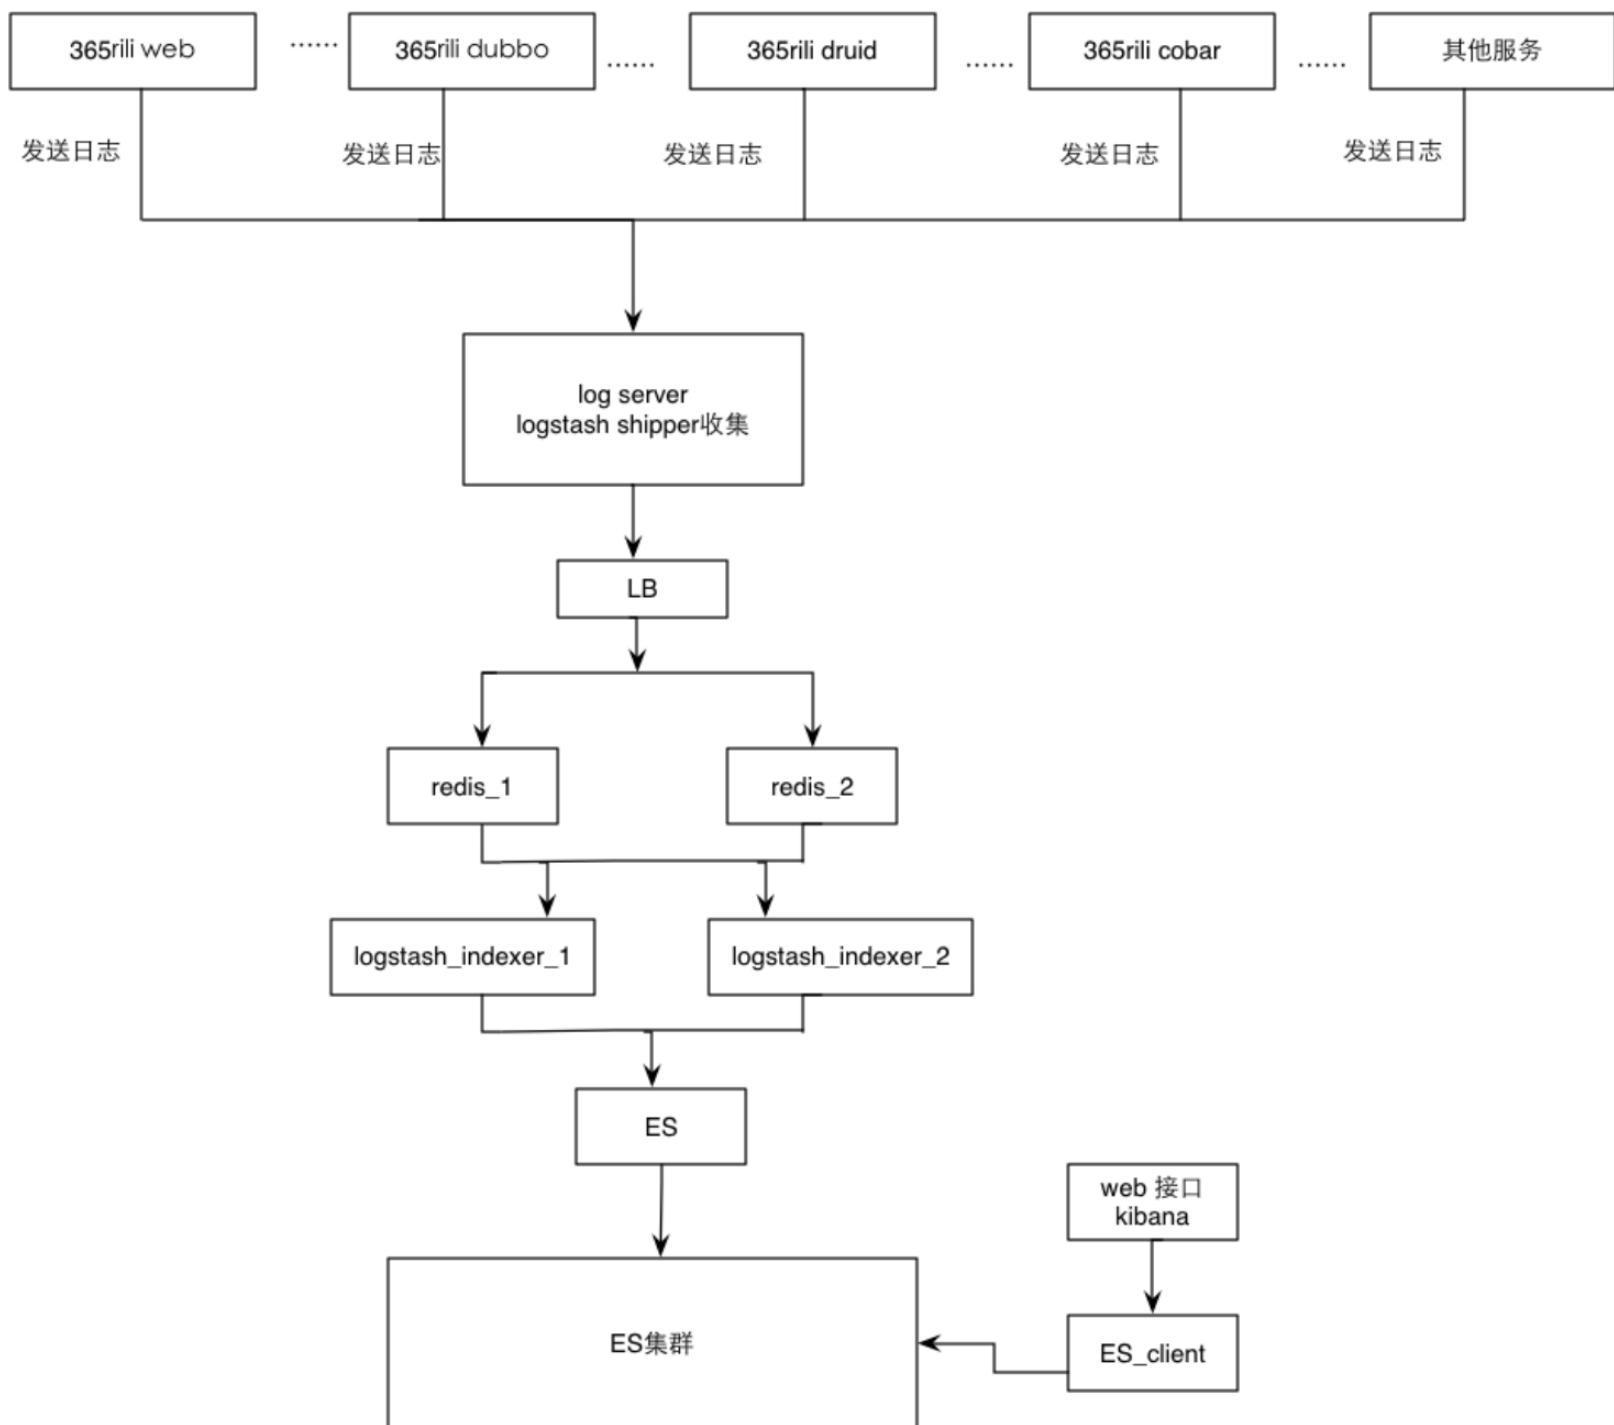 365rili web
......
365rili dubbo
......
365rili druid
......
365rili cobar
......
其他服务
发送日志
发送日志
发送日志
发送日志
发送日志
log server
logstash shipper收集
LB
redis_1
redis_2
logstash_indexer_1
logstash_indexer_2
ES
web 接口
kibana
ES集群
ES_client